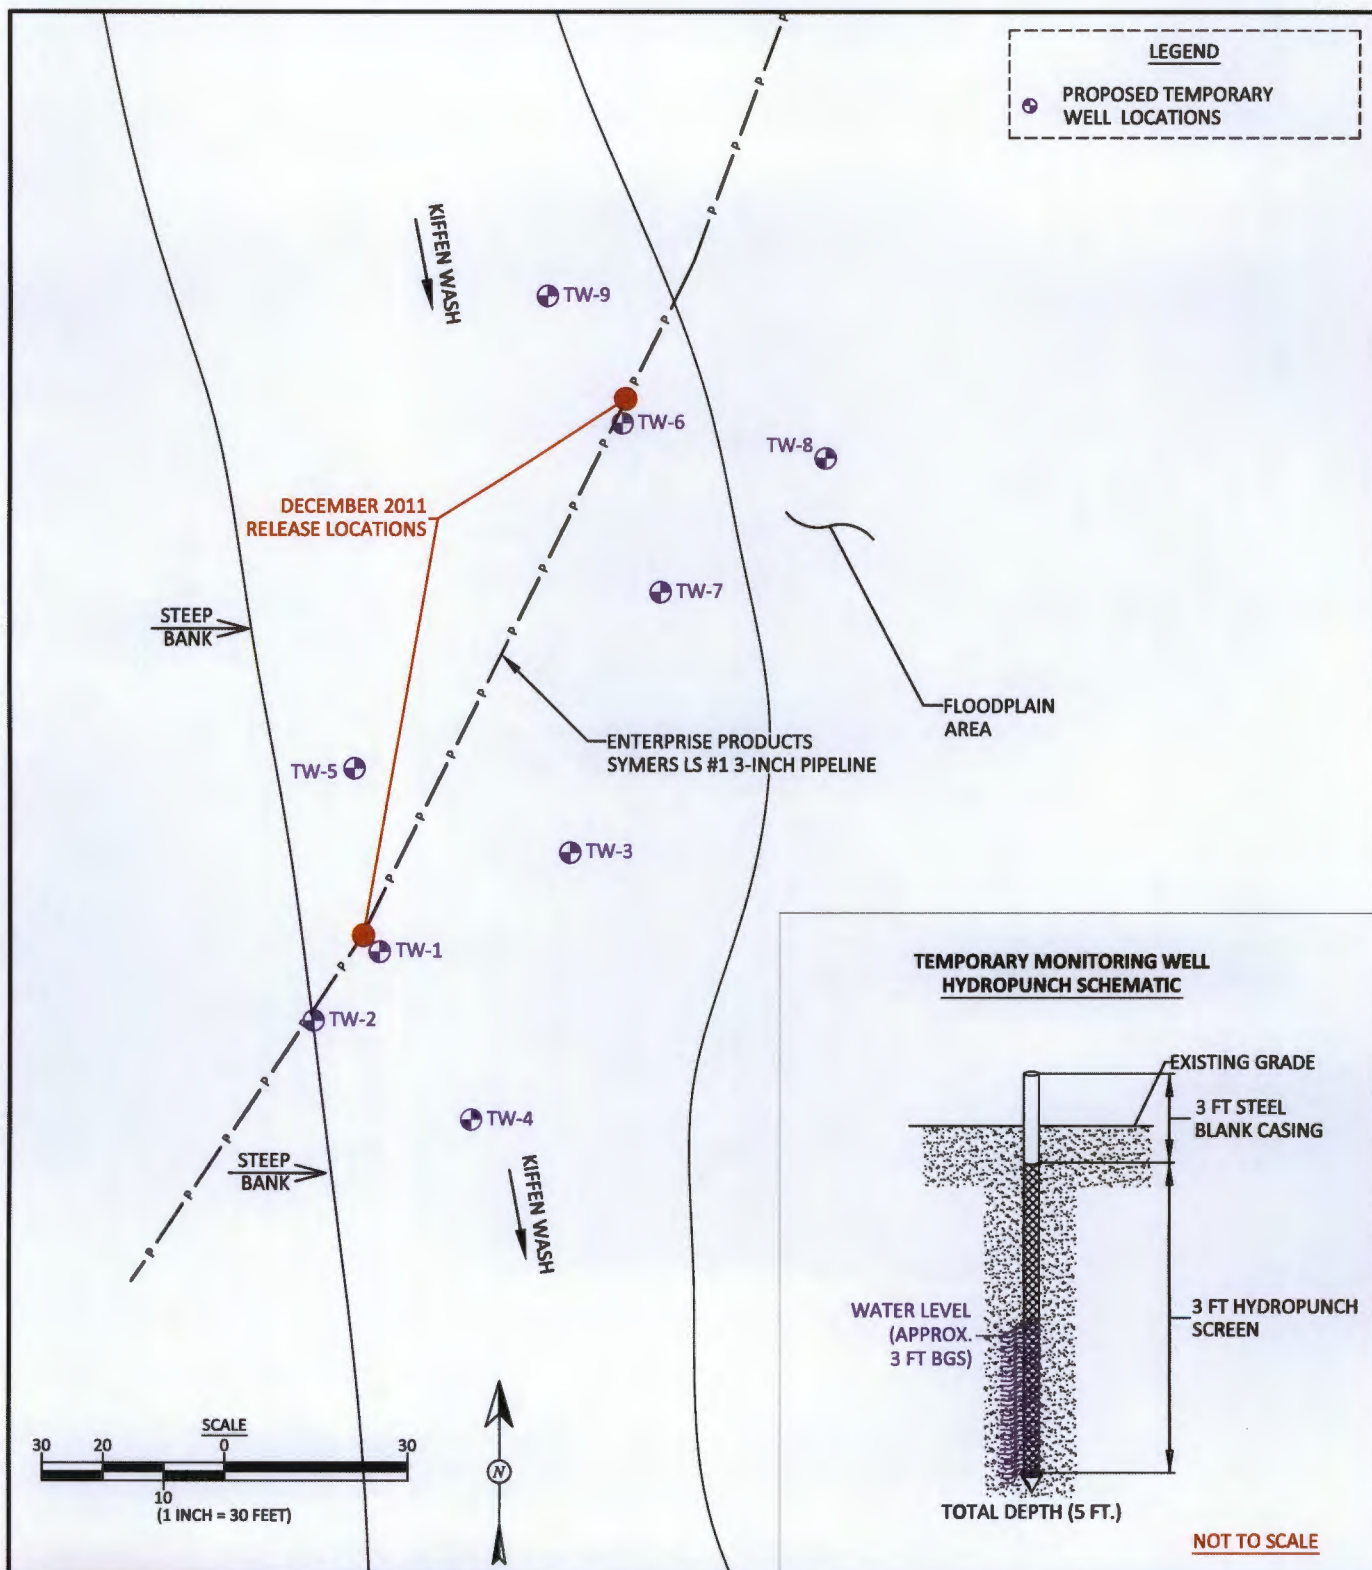 LEGEND
PROPOSED TEMPORARY
WELL LOCATIONS
P
P
P
P
KIFFEN WASH
TW-9
P
P
TW-6
P
TW-8
DECEMBER 2011
RELEASE LOCATIONS
P
P
TW-7
STEEP
BANK
P
P
FLOODPLAIN
AREA
ENTERPRISE PRODUCTS
SYMERS LS #1 3-INCH PIPELINE
TW-5
P
P
TW-3
P
TW-1
P
TW-2
P
TW-4
STEEP
BANK
P
KIFFEN WASH
P
TEMPORARY MONITORING WELL
HYDROPUNCH SCHEMATIC
EXISTING GRADE
3 FT STEEL
BLANK CASING
WATER LEVEL
(APPROX.
3 FT BGS)
3 FT HYDROPUNCH
SCREEN
TOTAL DEPTH (5 FT.)
NOT TO SCALE
SCALE
30 20 0 30
10
(1 INCH = 30 FEET)
N